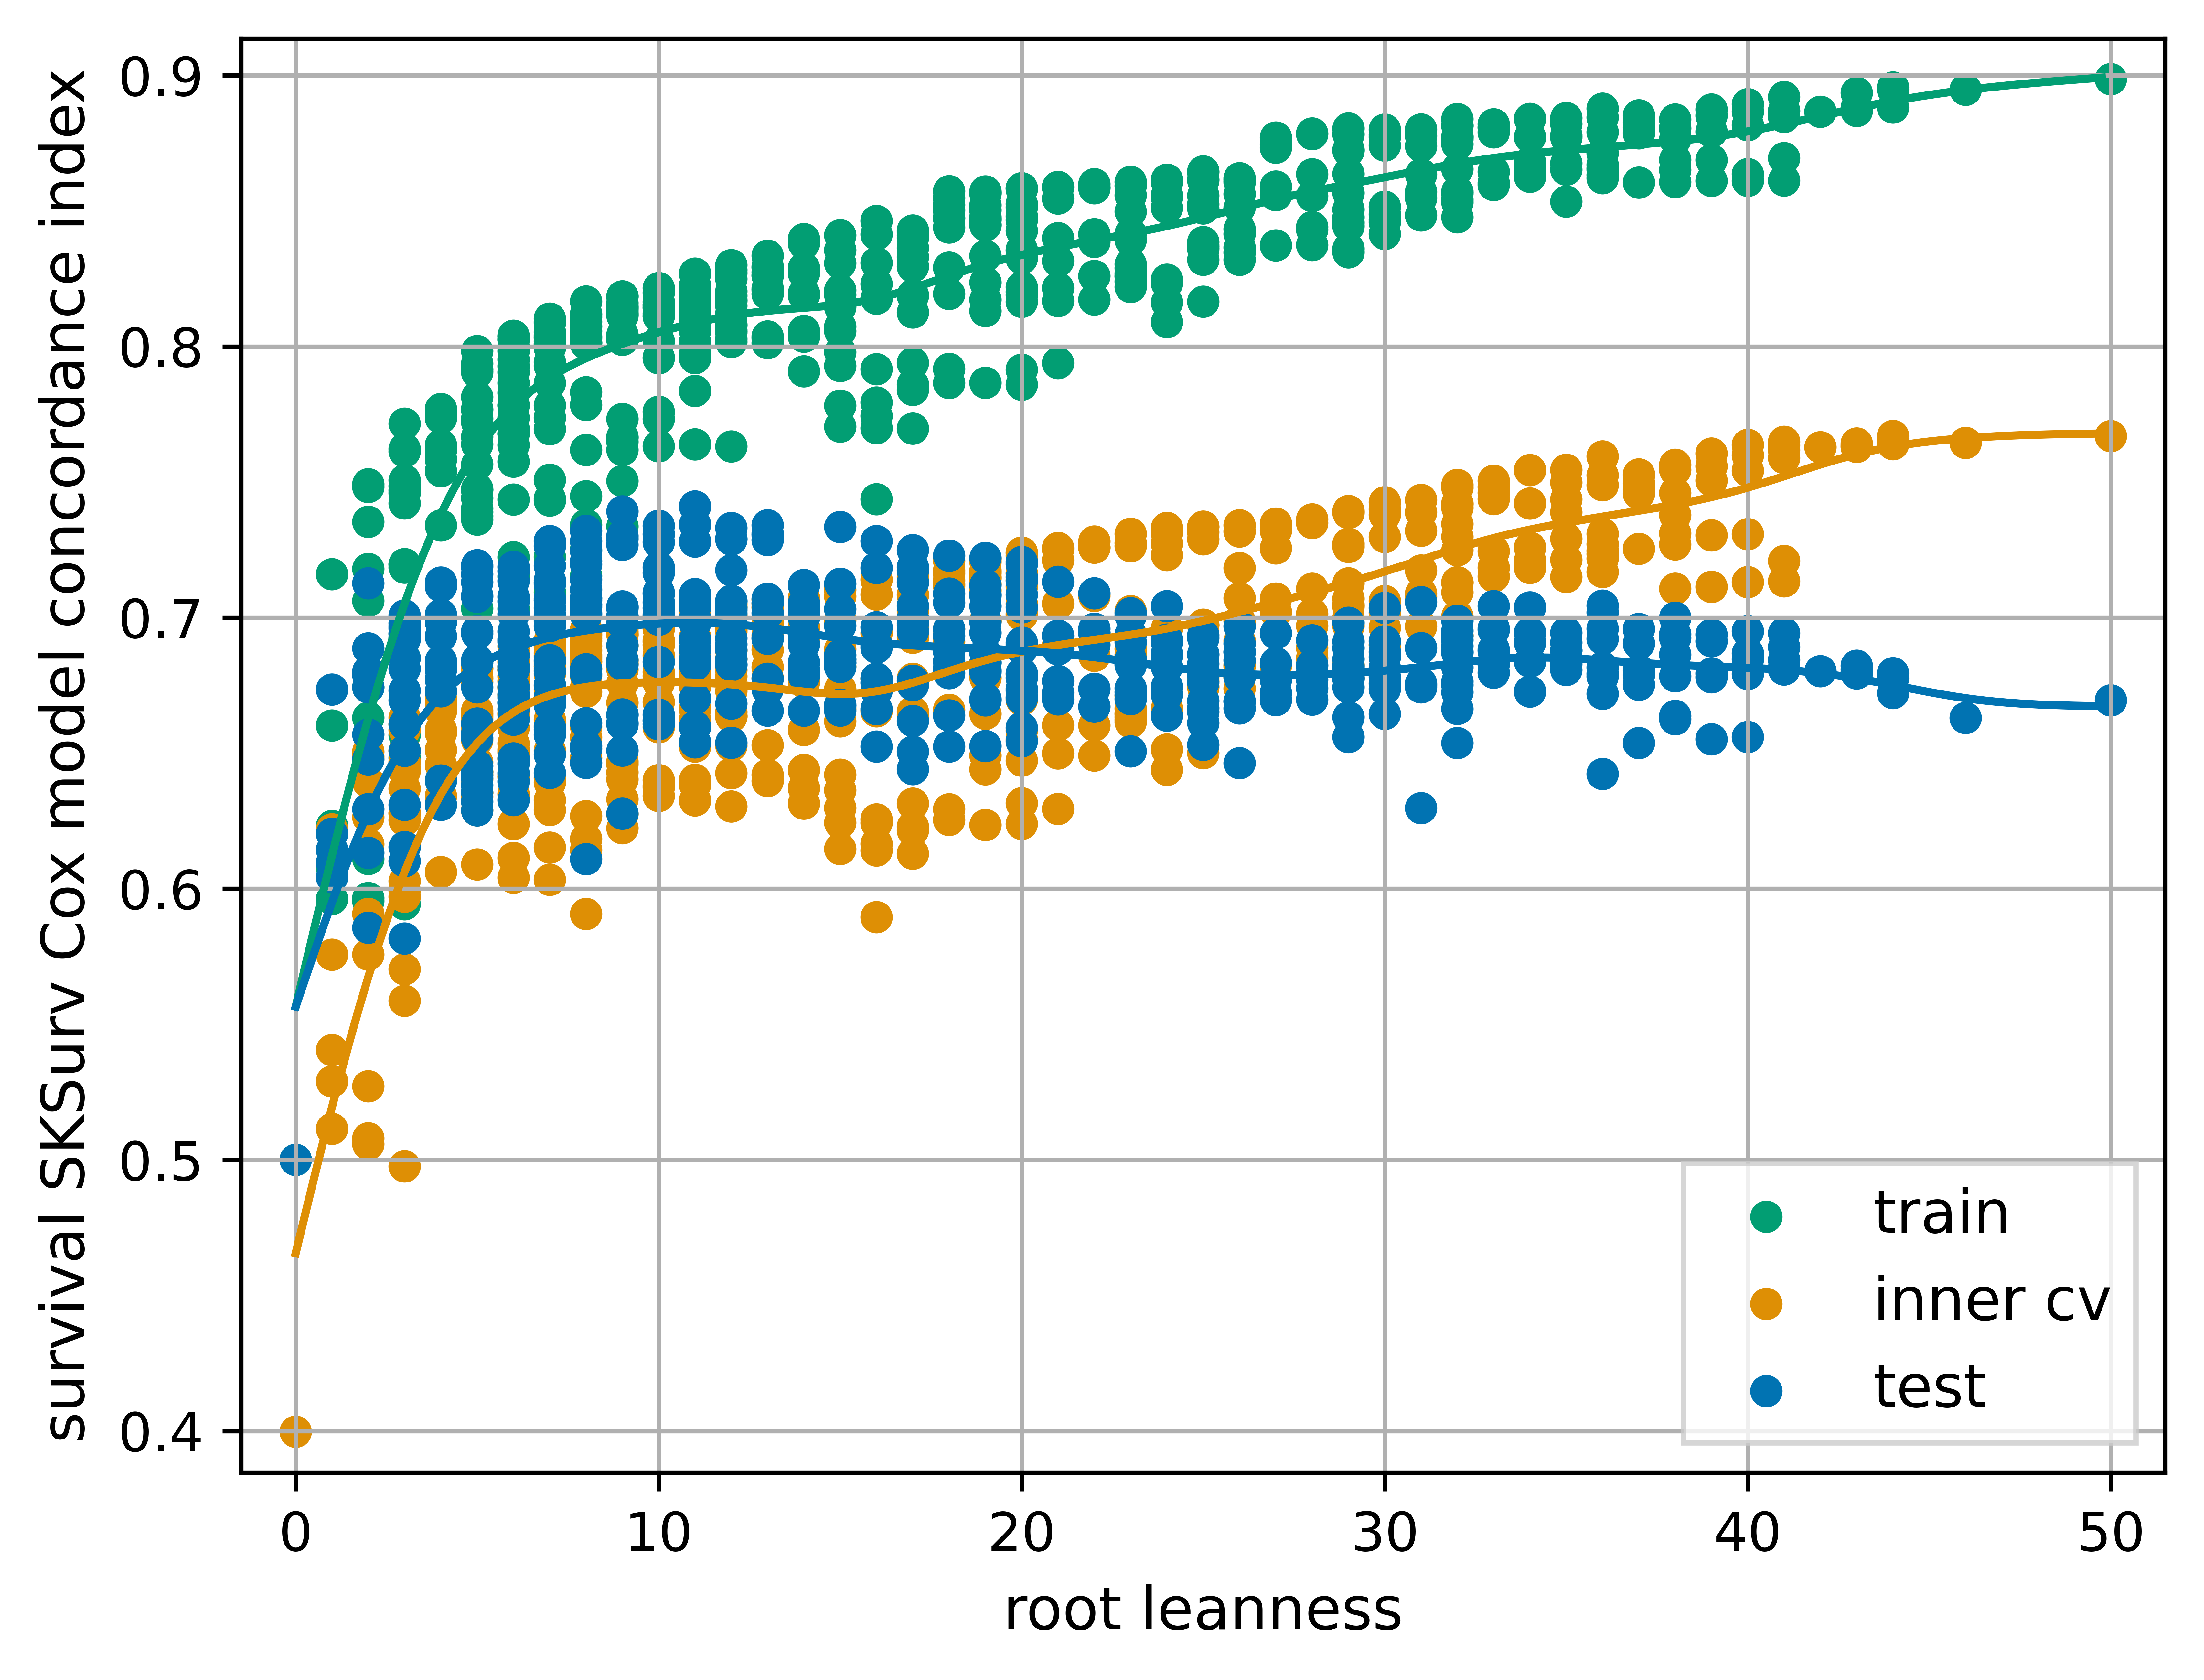 survival SKSurv Cox model concordance index
0.9
0.8
0.7
0.6
0.5
0.4
0 10 20 30 40 50
root leanness
train
inner cv
test